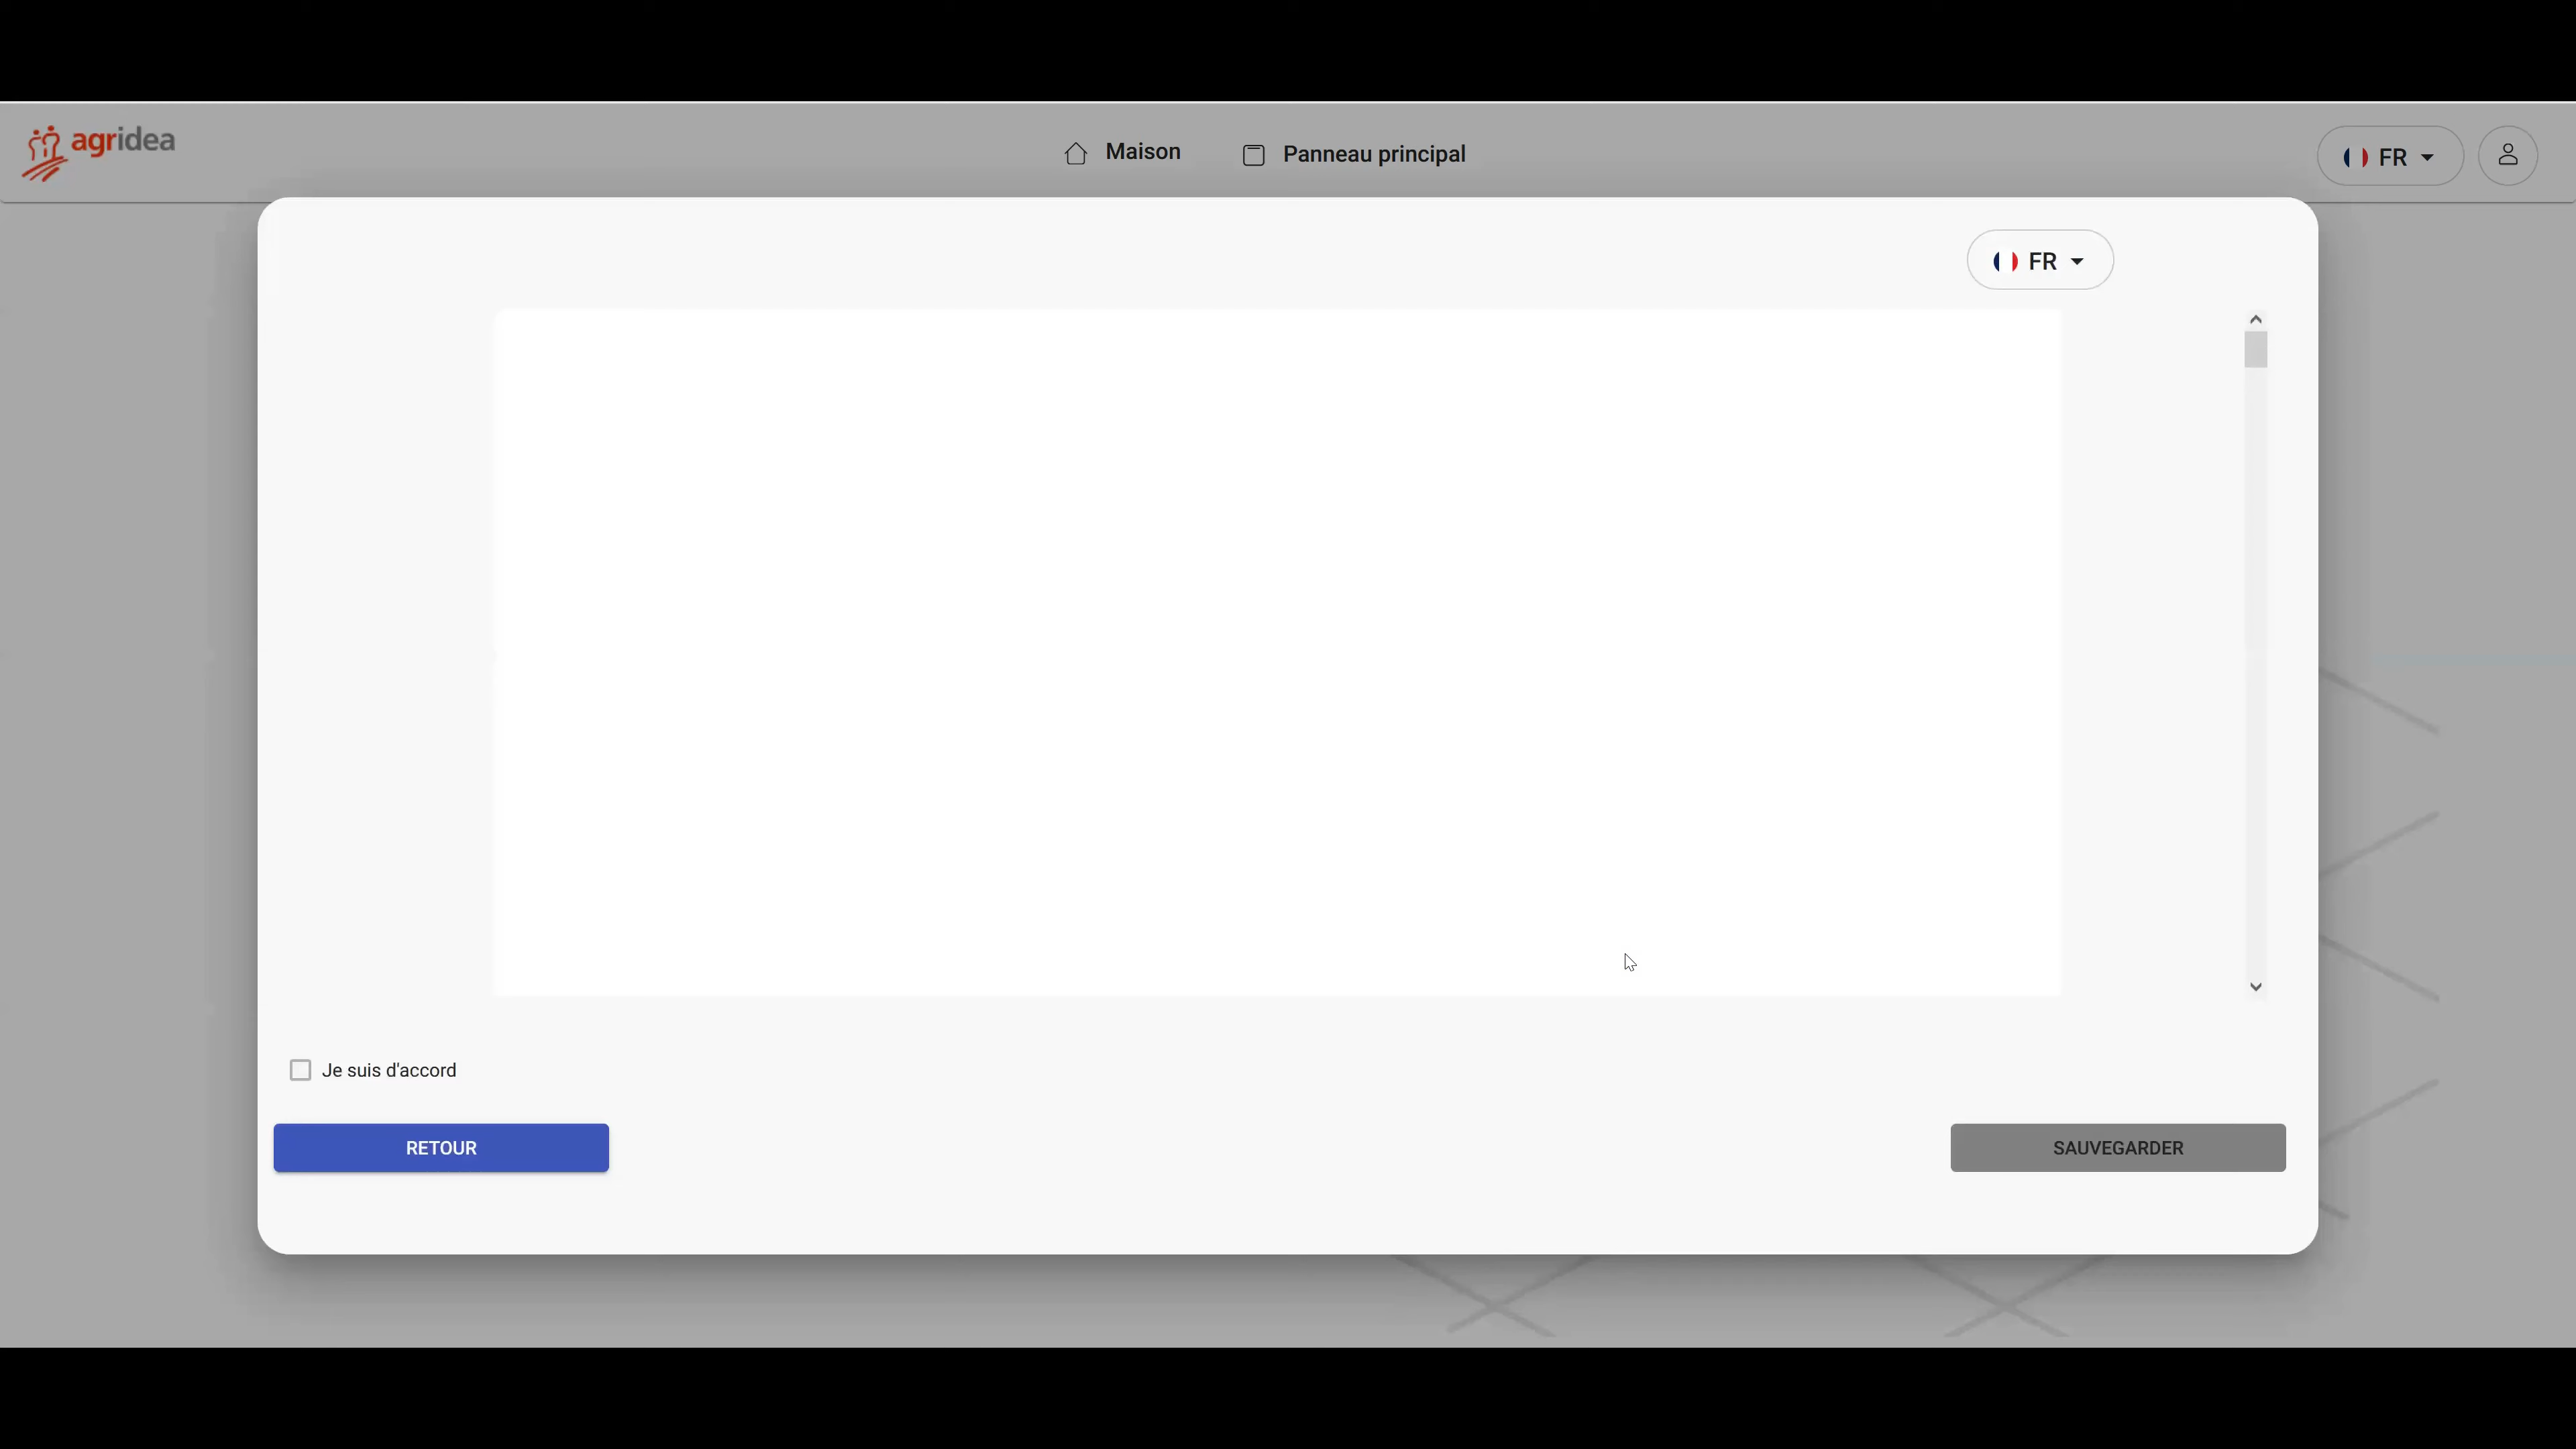 agridea
Maison
Panneau principal
FR
FR
Je suis d'accord
RETOUR
SAUVEGARDER